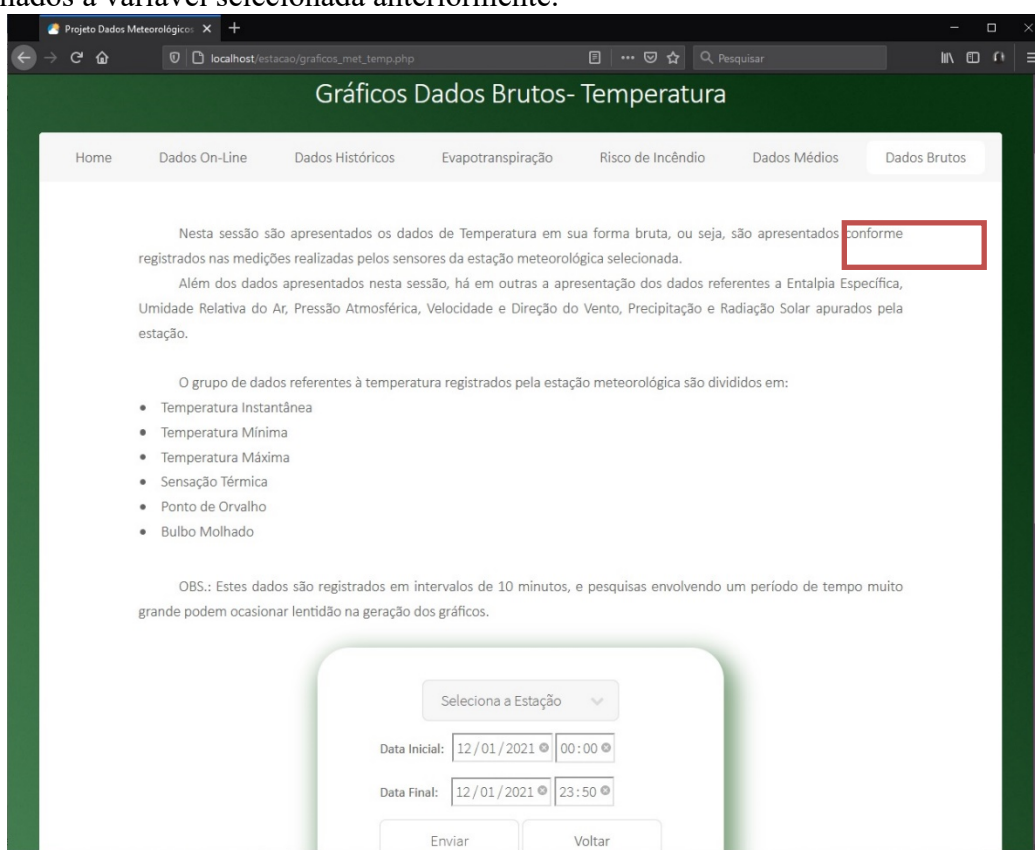 nados à variável selecionada anteriormente.
Projeto Dados Meteorológicos
localhost/estacao/graficos_met_temp.php
Pesquisar
Gráficos Dados Brutos- Temperatura
Home Dados On-Line Dados Históricos Evapotranspiração Risco de Incêndio Dados Médios Dados Brutos
Nesta sessão são apresentados os dados de Temperatura em sua forma bruta, ou seja, são apresentados conforme
registrados nas medições realizadas pelos sensores da estação meteorológica selecionada.
Além dos dados apresentados nesta sessão, há em outras a apresentação dos dados referentes a Entalpia Específica,
Umidade Relativa do Ar, Pressão Atmosférica, Velocidade e Direção do Vento, Precipitação e Radiação Solar apurados pela
estação.
O grupo de dados referentes à temperatura registrados pela estação meteorológica são divididos em:
• Temperatura Instantânea
• Temperatura Mínima
• Temperatura Máxima
• Sensação Térmica
• Ponto de Orvalho
• Bulbo Molhado
OBS.: Estes dados são registrados em intervalos de 10 minutos, e pesquisas envolvendo um período de tempo muito
grande podem ocasionar lentidão na geração dos gráficos.
Seleciona a Estação
Data Inicial: 12/01/2021 00:00
Data Final: 12/01/2021 23:50
Enviar Voltar